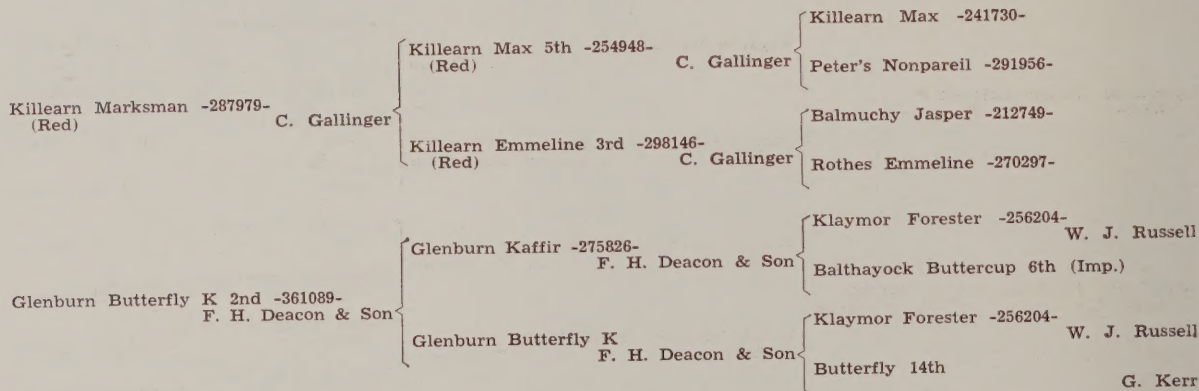 Killearn Max -241730-
Killearn Max 5th -254948-
(Red)
C. Gallinger
Peter's Nonpareil -291956-
Killearn Marksman -287979-
(Red)
C. Gallinger
Balmuchy Jasper -212749-
Killearn Emmeline 3rd -298146-
(Red)
C. Gallinger
Rothes Emmeline -270297-
Klaymor Forester -256204-
W. J. Russell
Glenburn Kaffir -275826-
F. H. Deacon & Son
Balthayock Buttercup 6th (Imp.)
Glenburn Butterfly K 2nd -361089-
F. H. Deacon & Son
Klaymor Forester -256204-
W. J. Russell
Glenburn Butterfly K
F. H. Deacon & Son
Butterfly 14th
G. Kerr